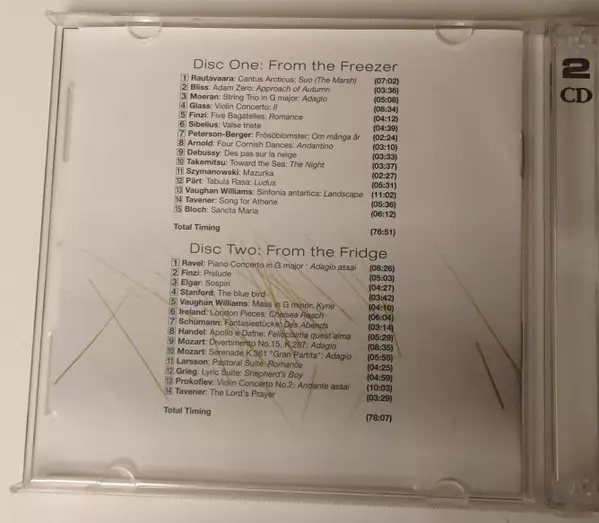 Disc One: From the Freezer
1 Rautavaara: Cantus Arcticus: Suo (The Marsh) (07:02)
2 Bliss: Adam Zero: Approach of Autumn (03:36)
3 Moeran: String Trio in G major: Adagio (05:08)
4 Glass: Violin Concerto: II (08:34)
5 Finzi: Five Bagatelles: Romance (04:12)
6 Sibelius: Valse triste (04:39)
7 Peterson-Berger: Frösöblomster: Om många år (02:24)
8 Arnold: Four Cornish Dances: Andantino (03:10)
9 Debussy: Des pas sur la neige (03:33)
10 Takemitsu: Toward the Sea: The Night (03:37)
11 Szymanowski: Mazurka (02:27)
12 Pärt: Tabula Rasa: Ludus (05:31)
13 Vaughan Williams: Sinfonia antartica: Landscape (11:02)
14 Tavener: Song for Athene (05:36)
15 Bloch: Sancta Maria (06:12)
Total Timing (76:51)
Disc Two: From the Fridge
1 Ravel: Piano Concerto in G major : Adagio assai (08:26)
2 Finzi: Prelude (05:03)
3 Elgar: Sospiri (04:27)
4 Stanford: The blue bird (03:42)
5 Vaughan Williams: Mass in G minor: Kyrie (04:10)
6 Ireland: London Pieces: Chelsea Reach (06:04)
7 Schumann: Fantasiestücke: Des Abends (03:14)
8 Handel: Apollo e Dafne: Felicissima quest'alma (05:29)
9 Mozart: Divertimento No.15, K.287: Adagio (08:35)
10 Mozart: Serenade K.361 "Gran Partita": Adagio (05:55)
11 Larsson: Pastoral Suite: Romance (04:25)
12 Grieg: Lyric Suite: Shepherd's Boy (04:59)
13 Prokofiev: Violin Concerto No.2: Andante assai (10:03)
14 Tavener: The Lord's Prayer (03:29)
Total Timing (78:07)
2
CD